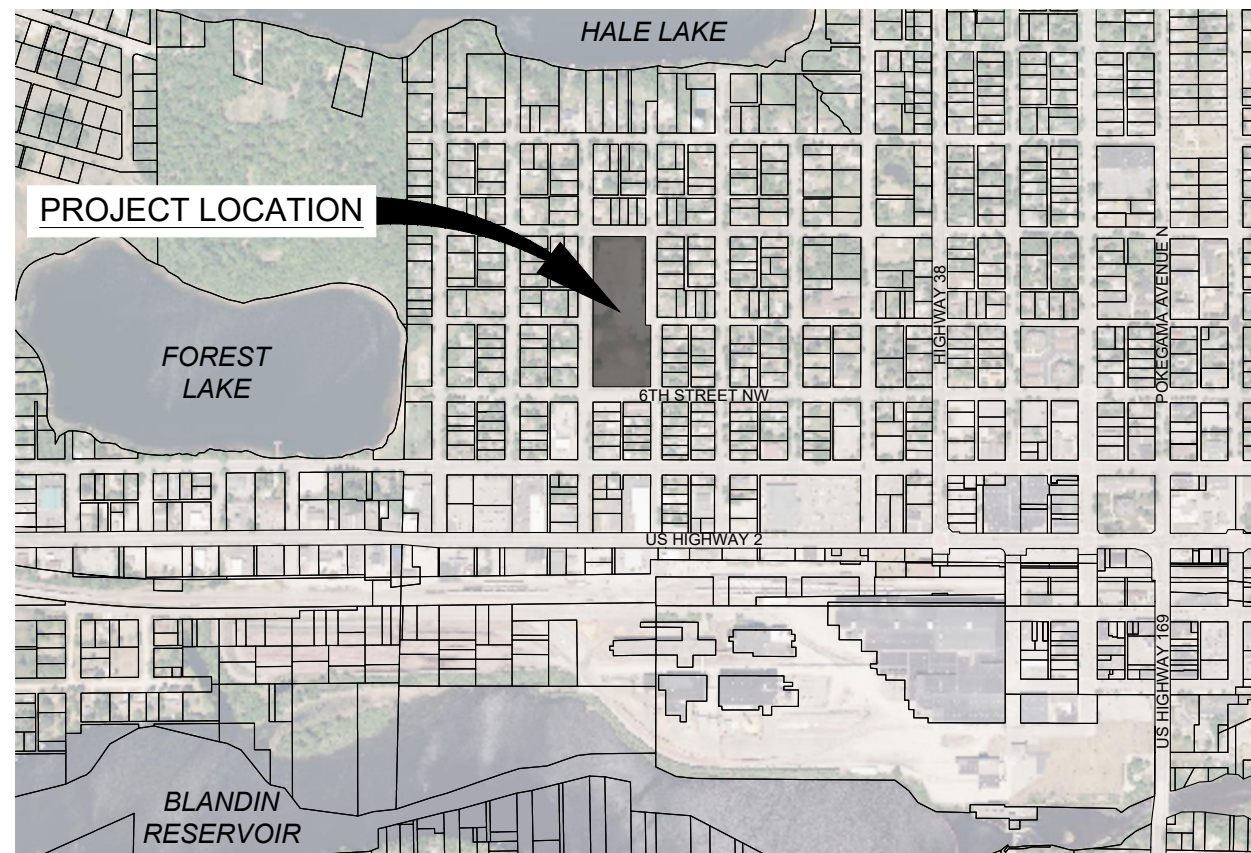 HALE LAKE
PROJECT LOCATION
HIGHWAY 38
POKEGAMA AVENUE N
FOREST
LAKE
6TH STREET NW
US HIGHWAY 2
US HIGHWAY 169
BLANDIN
RESERVOIR